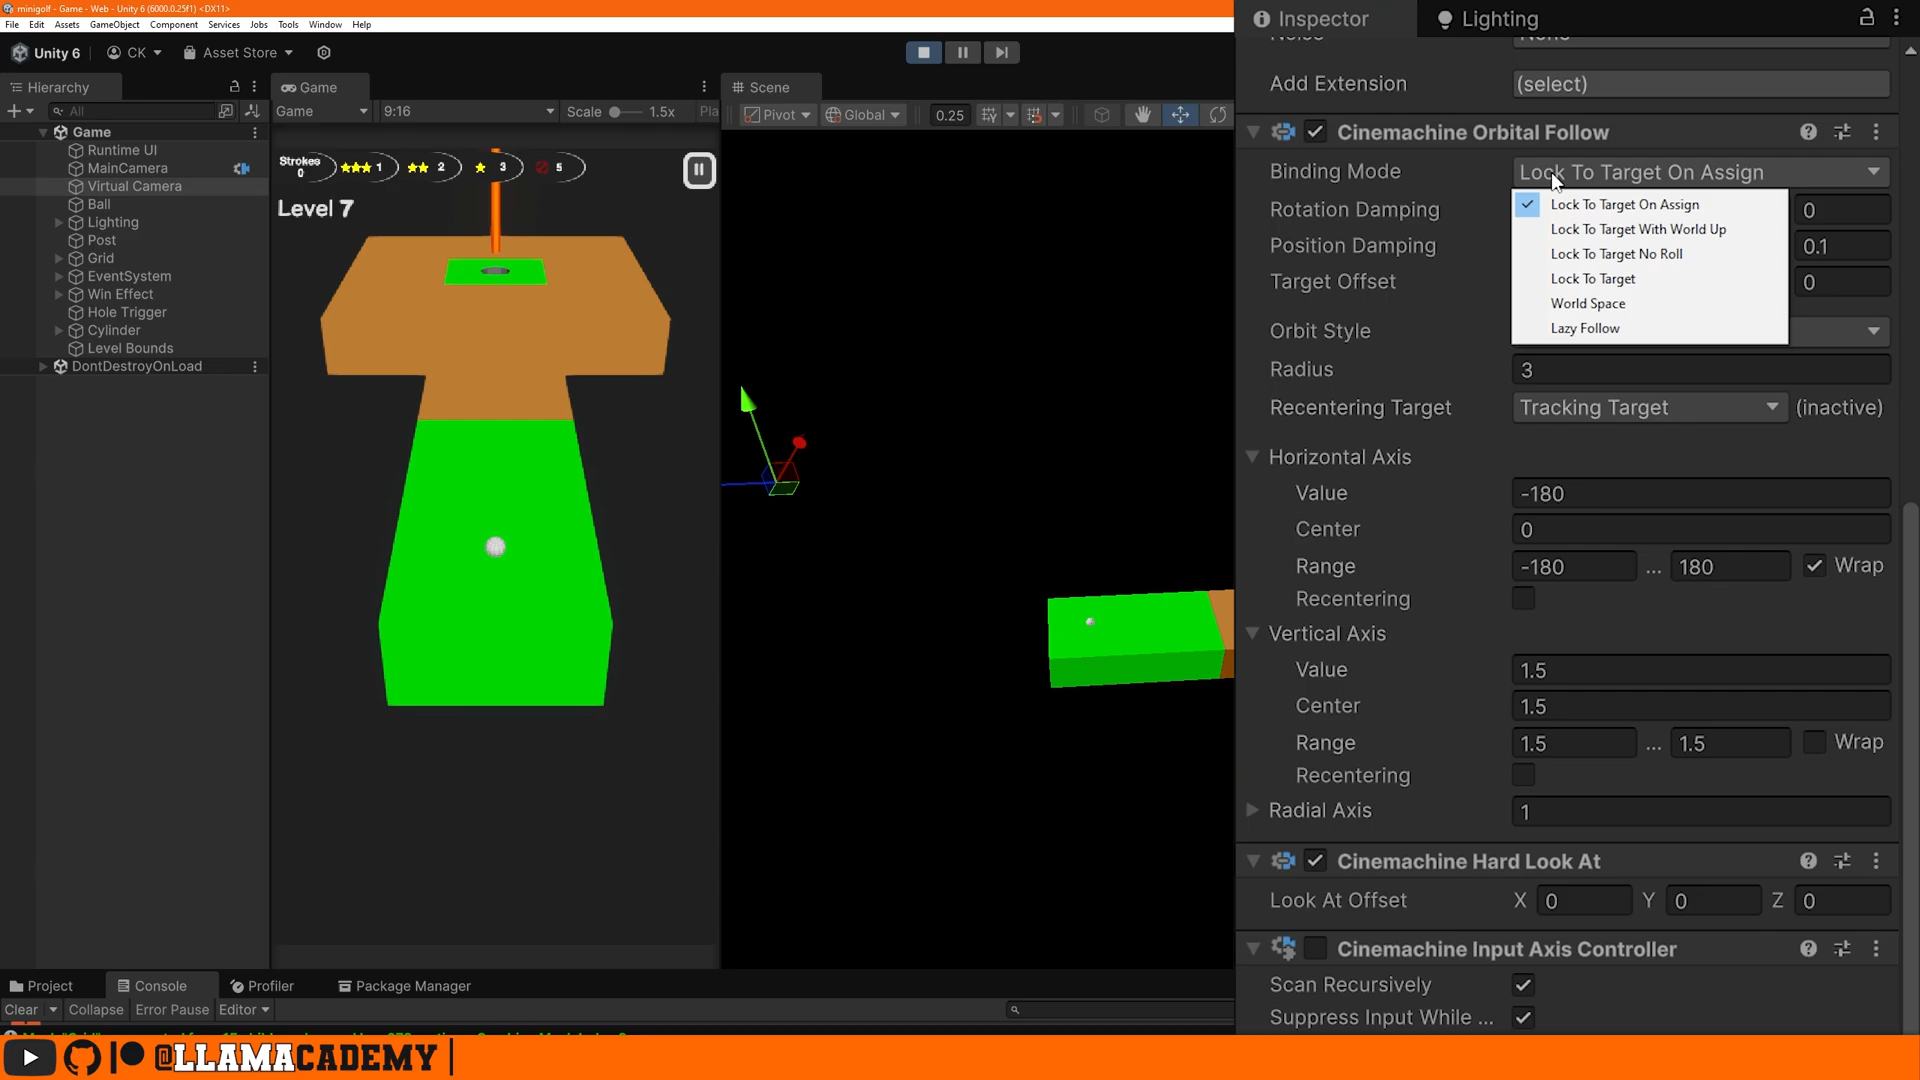 minigolf - Game - Web - Unity 6 (6000.0.25f1) <DX11>
File Edit Assets GameObject Component Services Jobs Tools Window Help
Unity 6 CK Asset Store
Hierarchy
All
Game
Runtime UI
MainCamera
Virtual Camera
Ball
Lighting
Post
Grid
EventSystem
Win Effect
Hole Trigger
Cylinder
Level Bounds
DontDestroyOnLoad
Game
Game 9:16 Scale 1.5x Pla
Strokes
0
1 2 3 5
Level 7
Scene
Pivot Global 0.25
Inspector Lighting
Add Extension (select)
Cinemachine Orbital Follow
Binding Mode Lock To Target On Assign
Lock To Target On Assign
Lock To Target With World Up
Lock To Target No Roll
Lock To Target
World Space
Lazy Follow
Rotation Damping 0
Position Damping 0.1
Target Offset 0
Orbit Style
Radius 3
Recentering Target Tracking Target (inactive)
Horizontal Axis
Value -180
Center 0
Range -180 ... 180 Wrap
Recentering
Vertical Axis
Value 1.5
Center 1.5
Range 1.5 ... 1.5 Wrap
Recentering
Radial Axis 1
Cinemachine Hard Look At
Look At Offset X 0 Y 0 Z 0
Cinemachine Input Axis Controller
Scan Recursively
Suppress Input While ...
Project Console Profiler Package Manager
Clear Collapse Error Pause Editor
@LLAMACADEMY